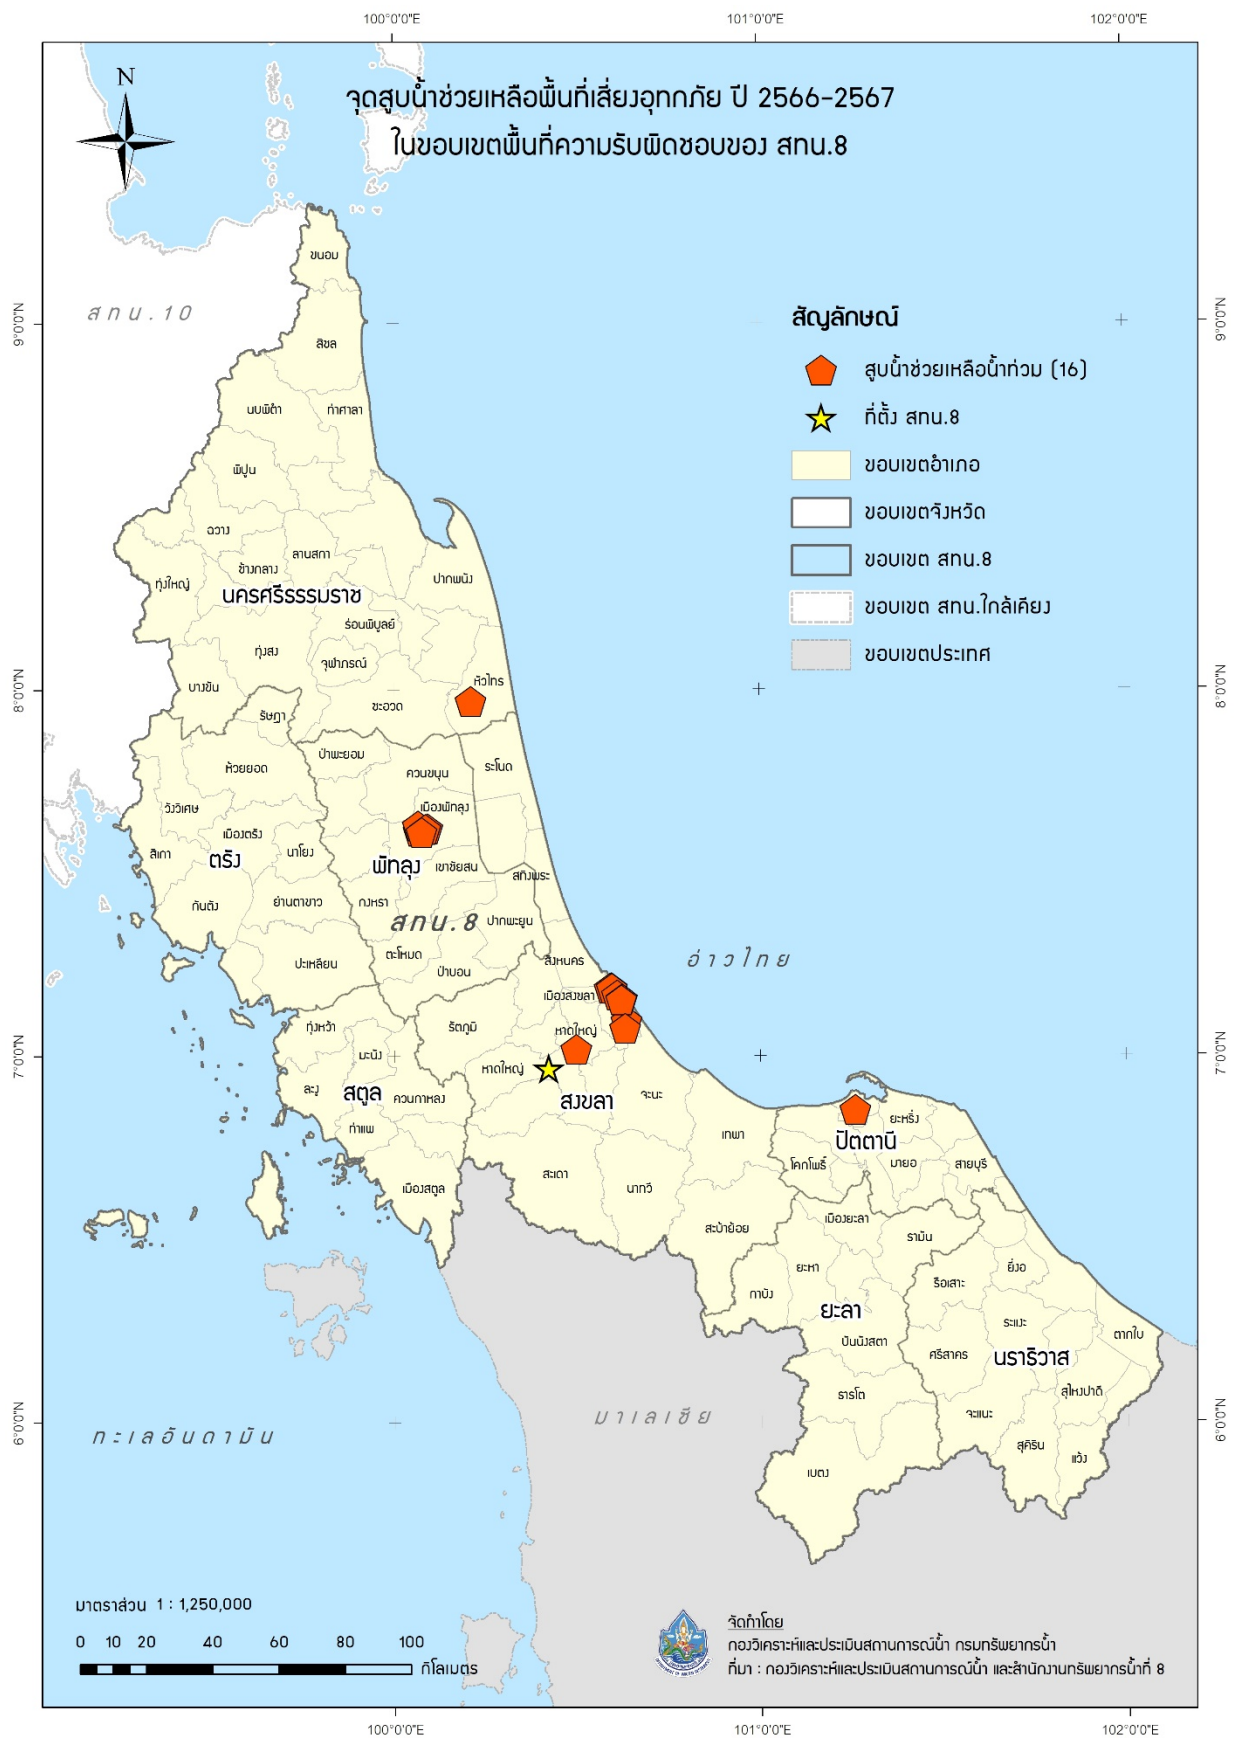 100°0'0"E 101°0'0"E 102°0'0"E
N
จุดสูบน้ำช่วยเหลือพื้นที่เสี่ยงอุทกภัย ปี 2566-2567
ในขอบเขตพื้นที่ความรับผิดชอบของ สทน.8
ขนอม
สทน.10
9°0'0"N 9°0'0"N
สัญลักษณ์
สิชล
สูบน้ำช่วยเหลือน้ำท่วม (16)
ที่ตั้ง สทน.8
ขอบเขตอำเภอ
ขอบเขตจังหวัด
ขอบเขต สทน.8
ขอบเขต สทน.ใกล้เคียง
ขอบเขตประเทศ
นบพิตำ ท่าศาลา
พิปูน
ฉวาง
ลานสกา
ช้างกลาง
ทุ่งใหญ่
ปากพนัง
นครศรีธรรมราช
ร่อนพิบูลย์
ทุ่งสง
จุฬาภรณ์
บางขัน
หัวไทร
8°0'0"N 8°0'0"N
ชะอวด
รัษฎา
ป่าพะยอม
ห้วยยอด
ควนขนุน
ระโนด
วังวิเศษ
เมืองพัทลุง
เมืองตรัง
สิเกา
นาโยง
ตรัง
พัทลุง
เขาชัยสน
สทิงพระ
กันตัง
ย่านตาขาว
กงหรา
สทน.8
ปากพะยูน
ตะโหมด
ปะเหลียน
ป่าบอน
สิงหนคร
อ่าวไทย
เมืองสงขลา
ทุ่งหว้า
รัตภูมิ
หาดใหญ่
มะนัง
7°0'0"N 7°0'0"N
หาดใหญ่
ละงู
สตูล
ควนกาหลง
สงขลา
จะนะ
ท่าแพ
เทพา
ยะหริ่ง
ปัตตานี
โคกโพธิ์
มายอ
สายบุรี
สะเดา
นาทวี
เมืองสตูล
สะบ้าย้อย
เมืองยะลา
รามัน
ยะหา
ยี่งอ
กาบัง
รือเสาะ
ยะลา
ระแงะ
ตากใบ
บันนังสตา
ศรีสาคร
นราธิวาส
ธารโต
สุไหงปาดี
จะแนะ
มาเลเซีย
ทะเลอันดามัน
6°0'0"N 6°0'0"N
สุคิริน
แว้ง
เบตง
มาตราส่วน 1 : 1,250,000
0 10 20 40 60 80 100
กิโลเมตร
จัดทำโดย
กองวิเคราะห์และประเมินสถานการณ์น้ำ กรมทรัพยากรน้ำ
ที่มา : กองวิเคราะห์และประเมินสถานการณ์น้ำ และสำนักงานทรัพยากรน้ำที่ 8
100°0'0"E 101°0'0"E 102°0'0"E